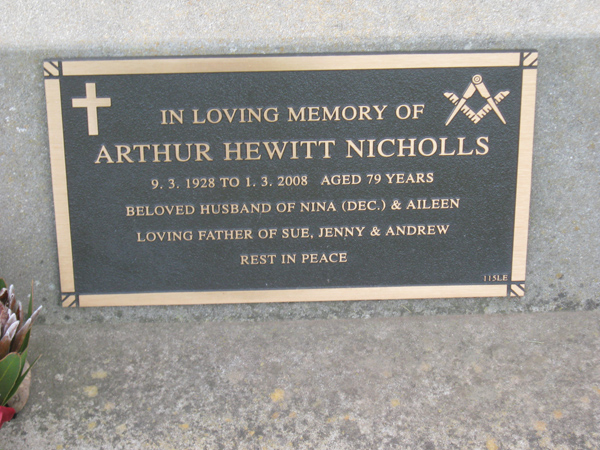 IN LOVING MEMORY OF
ARTHUR HEWITT NICHOLLS
9. 3. 1928 TO 1. 3. 2008 AGED 79 YEARS
BELOVED HUSBAND OF NINA (DEC.) & AILEEN
LOVING FATHER OF SUE, JENNY & ANDREW
REST IN PEACE
115LE